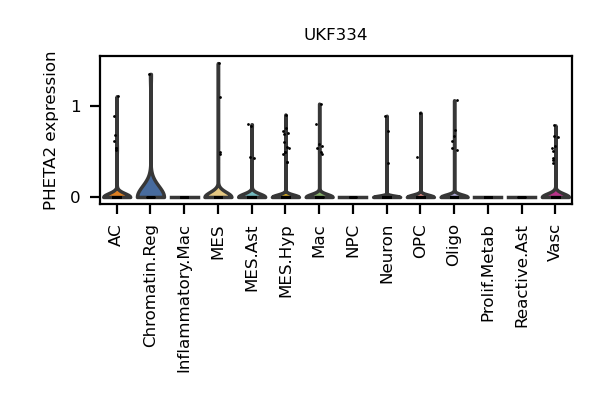 UKF334
PHETA2 expression
1
0
AC
Chromatin.Reg
Inflammatory.Mac
MES
MES.Ast
MES.Hyp
Mac
NPC
Neuron
OPC
Oligo
Prolif.Metab
Reactive.Ast
Vasc